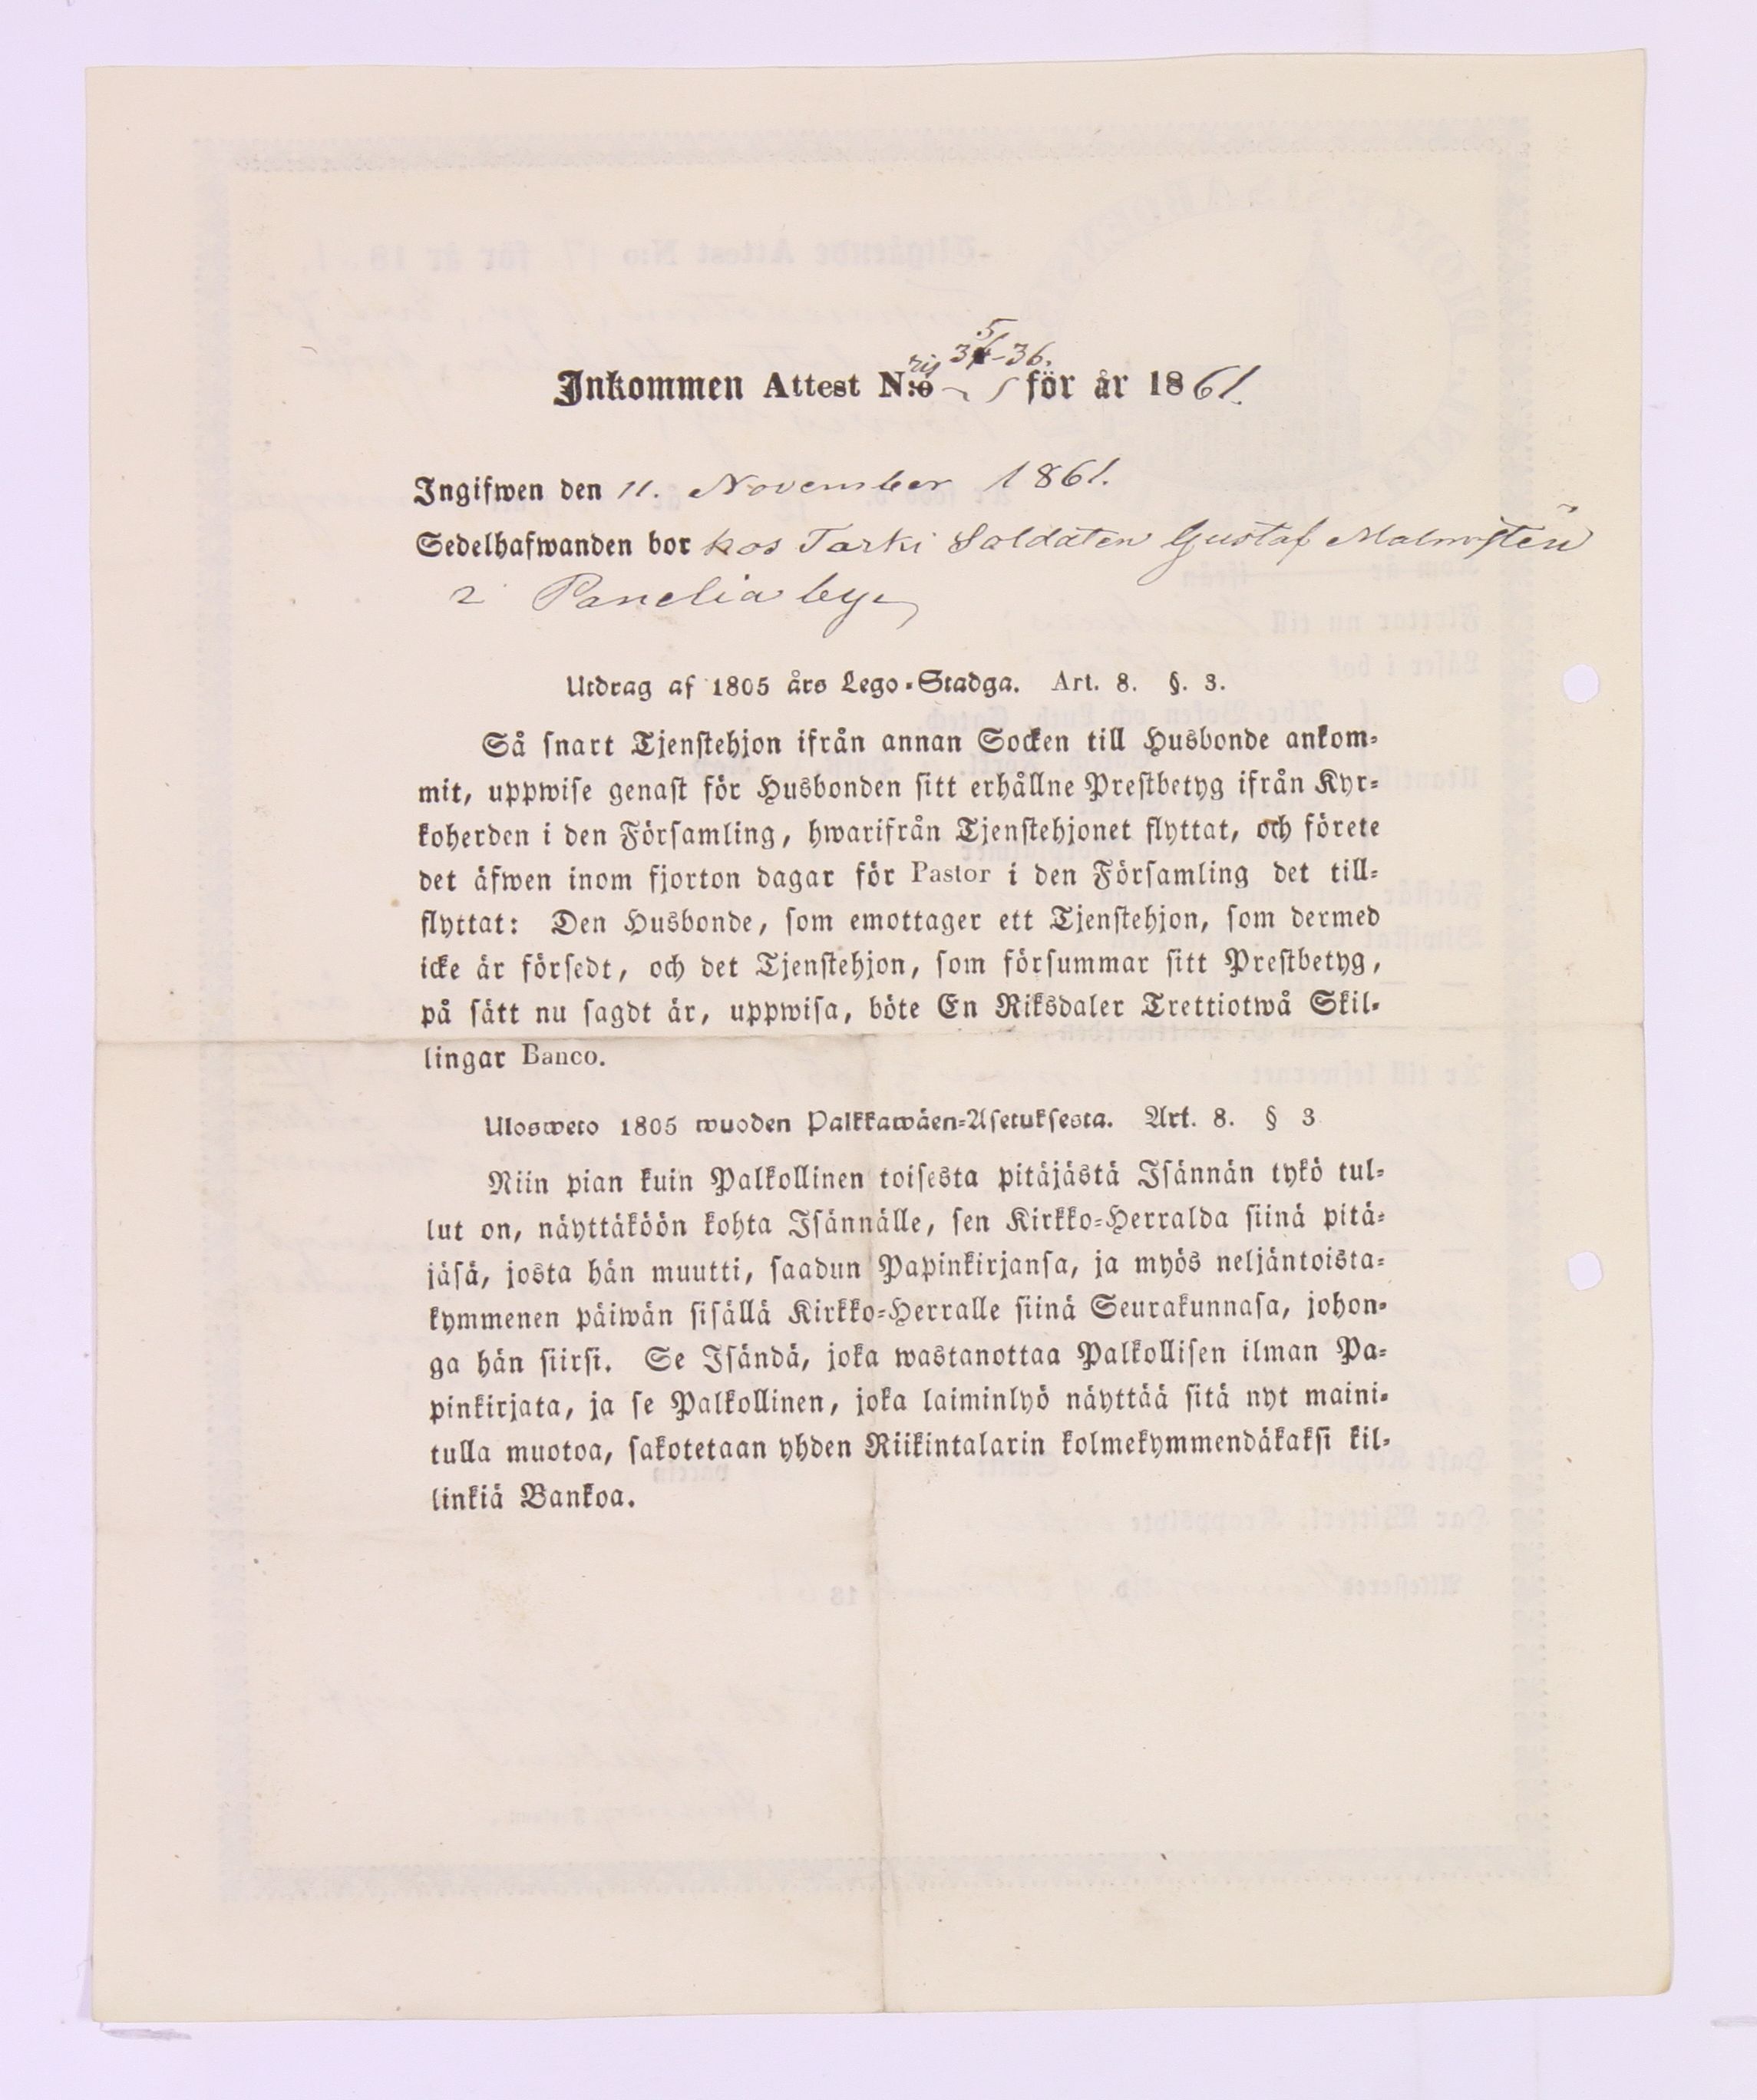 Inkommen Attest N:o ris 35-36. för år 1861.
Ingifwen den 11. November 1861.
Sedelhafwanden bor hos Tarki Soldaten Gustaf Malmstén
i Panelia by
Utdrag af 1805 års Lego-Stadga. Art. 8. §. 3.
Så snart Tjenstehjon ifrån annan Socken till Husbonde ankom-
mit, uppwise genast för Husbonden sitt erhållne Prestbetyg ifrån Kyr-
koherden i den Församling, hwarifrån Tjenstehjonet flyttat, och förete
det äfwen inom fjorton dagar för Pastor i den Församling det till-
flyttat: Den Husbonde, som emottager ett Tjenstehjon, som dermed
icke är försedt, och det Tjenstehjon, som försummar sitt Prestbetyg,
på sätt nu sagdt är, uppwisa, böte En Riksdaler Trettiotwå Skil-
lingar Banco.
Ulosweto 1805 wuoden Palkkawäen-Asetuksesta. Art. 8. § 3
Niin pian kuin Palkollinen toisesta pitäjästä Isännän tykö tul-
lut on, näyttäköön kohta Isännälle, sen Kirkko-Herralda siinä pitä-
jäsä, josta hän muutti, saadun Papinkirjansa, ja myös neljäntoista-
kymmenen päiwän sisällä Kirkko-Herralle siinä Seurakunnasa, johon-
ga hän siirsi. Se Isändä, joka wastanottaa Palkollisen ilman Pa-
pinkirjata, ja se Palkollinen, joka laiminlyö näyttää sitä nyt maini-
tulla muotoa, sakotetaan yhden Riikintalarin kolmekymmendäkaksi kil-
linkiä Bankoa.